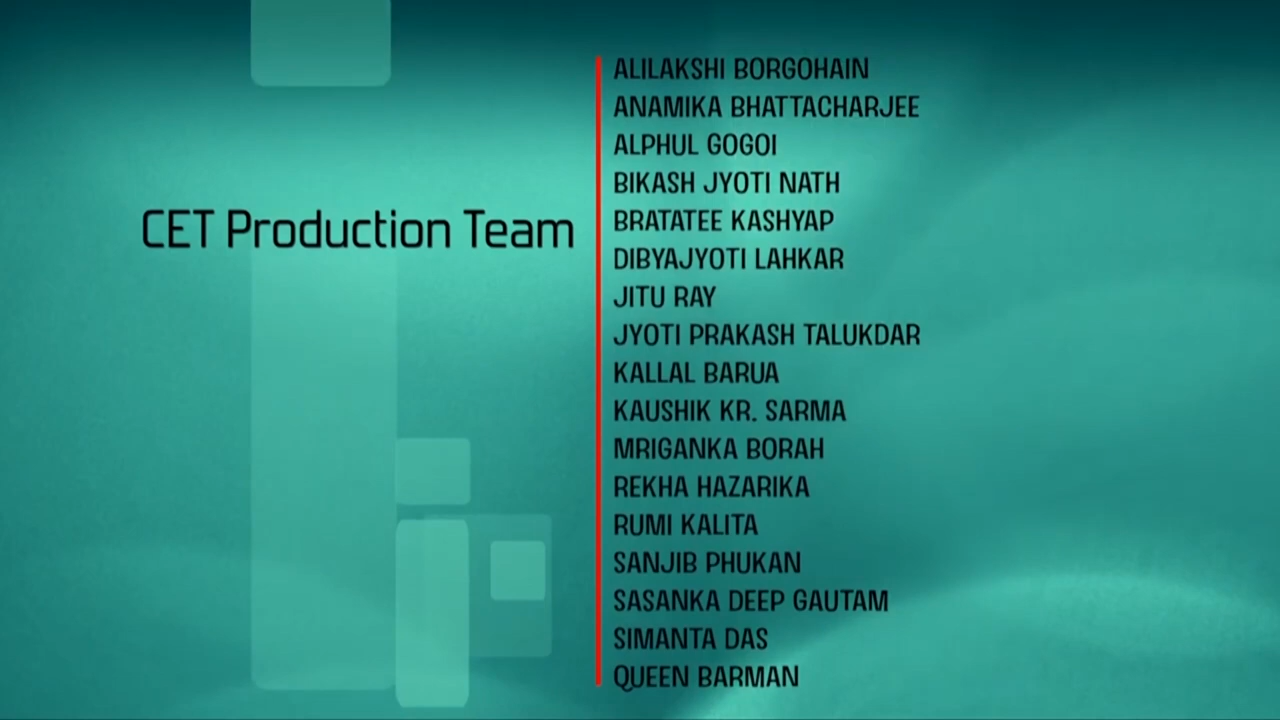 CET Production Team
ALILAKSHI BORGOHAIN
ANAMIKA BHATTACHARJEE
ALPHUL GOGOI
BIKASH JYOTI NATH
BRATATEE KASHYAP
DIBYAJYOTI LAHKAR
JITU RAY
JYOTI PRAKASH TALUKDAR
KALLAL BARUA
KAUSHIK KR. SARMA
MRIGANKA BORAH
REKHA HAZARIKA
RUMI KALITA
SANJIB PHUKAN
SASANKA DEEP GAUTAM
SIMANTA DAS
QUEEN BARMAN